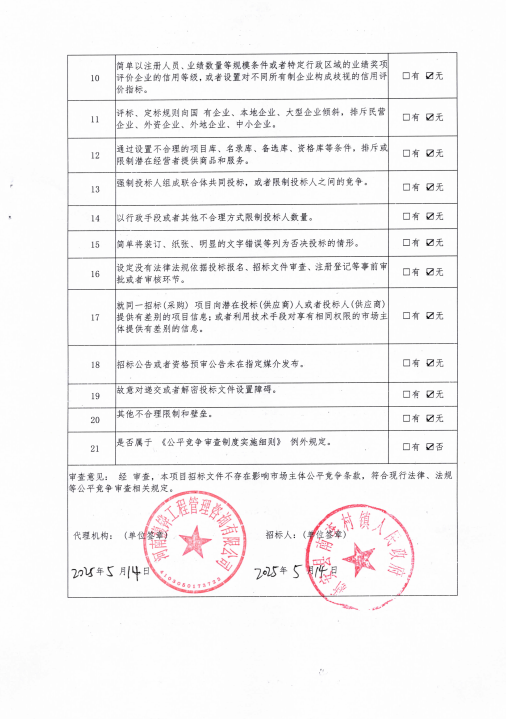 10 简单以注册人员、业绩数量等规模条件或者特定行政区域的业绩奖项
评价企业的信用等级，或者设置对不同所有制企业构成歧视的信用评
价指标。 □有 ☑无
11 评标、定标规则向国 有企业、本地企业、大型企业倾斜，排斥民营
企业、外资企业、外地企业、中小企业。 □有 ☑无
12 通过设置不合理的项目库、名录库、备选库、资格库等条件，排斥或
限制潜在经营者提供商品和服务。 □有 ☑无
13 强制投标人组成联合体共同投标，或者限制投标人之间的竞争。 □有 ☑无
14 以行政手段或者其他不合理方式限制投标人数量。 □有 ☑无
15 简单将装订、纸张、明显的文字错误等列为否决投标的情形。 □有 ☑无
16 设定没有法律法规依据投标报名、招标文件审查、注册登记等事前审
批或者审核环节。 □有 ☑无
17 就同一招标(采购) 项目向潜在投标(供应商)人或者投标人(供应商)
提供有差别的项目信息；或者利用技术手段对享有相同权限的市场主
体提供有差别的信息。 □有 ☑无
18 招标公告或者资格预审公告未在指定媒介发布。 □有 ☑无
19 故意对递交或者解密投标文件设置障碍。 □有 ☑无
20 其他不合理限制和壁垒。 □有 ☑无
21 是否属于 《公平竞争审查制度实施细则》 例外规定。 □有 ☑否
审查意见： 经 审查，本项目招标文件不存在影响市场主体公平竞争条款，符合现行法律、法规
等公平竞争审查相关规定。
代理机构：（单位签章） 招标人：（单位签章）
工程管理咨询有限公司
村镇人民政府
2025年5月14日 2025年5月14日